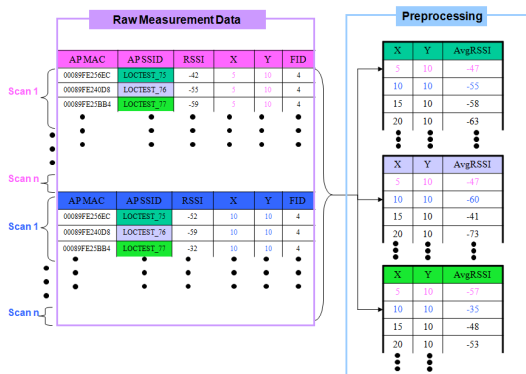 Raw Measurement Data
AP MAC AP SSID RSSI X Y FID
00089FE256EC LOCTEST_75 -42 5 10 4
00089FE240D8 LOCTEST_76 -55 5 10 4
00089FE25BB4 LOCTEST_77 -59 5 10 4
Scan 1
Scan n
AP MAC AP SSID RSSI X Y FID
00089FE256EC LOCTEST_75 -52 10 10 4
00089FE240D8 LOCTEST_76 -59 10 10 4
00089FE25BB4 LOCTEST_77 -32 10 10 4
Scan 1
Scan n
Preprocessing
X Y AvgRSSI
5 10 -47
10 10 -55
15 10 -58
20 10 -63
X Y AvgRSSI
5 10 -47
10 10 -60
15 10 -41
20 10 -73
X Y AvgRSSI
5 10 -57
10 10 -35
15 10 -48
20 10 -53